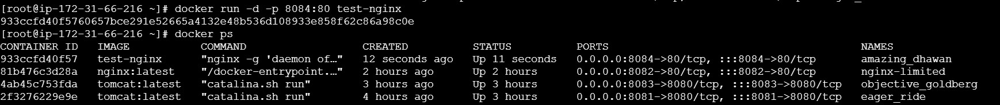 [root@ip-172-31-66-216 ~]# docker run -d -p 8084:80 test-nginx
933ccfd40f5760657bce291e52665a4132e48b536d108933e858f62c86a98c0e
[root@ip-172-31-66-216 ~]# docker ps
CONTAINER ID   IMAGE           COMMAND                  CREATED          STATUS          PORTS                                       NAMES
933ccfd40f57   test-nginx      "nginx -g 'daemon of…"   12 seconds ago   Up 11 seconds   0.0.0.0:8084->80/tcp, :::8084->80/tcp       amazing_dhawan
81b476c3d28a   nginx:latest    "/docker-entrypoint.…"   2 hours ago      Up 2 hours      0.0.0.0:8082->80/tcp, :::8082->80/tcp       nginx-limited
4ab45c753fda   tomcat:latest   "catalina.sh run"        3 hours ago      Up 3 hours      0.0.0.0:8083->8080/tcp, :::8083->8080/tcp   objective_goldberg
2f3276229e9e   tomcat:latest   "catalina.sh run"        4 hours ago      Up 3 hours      0.0.0.0:8081->8080/tcp, :::8081->8080/tcp   eager_ride